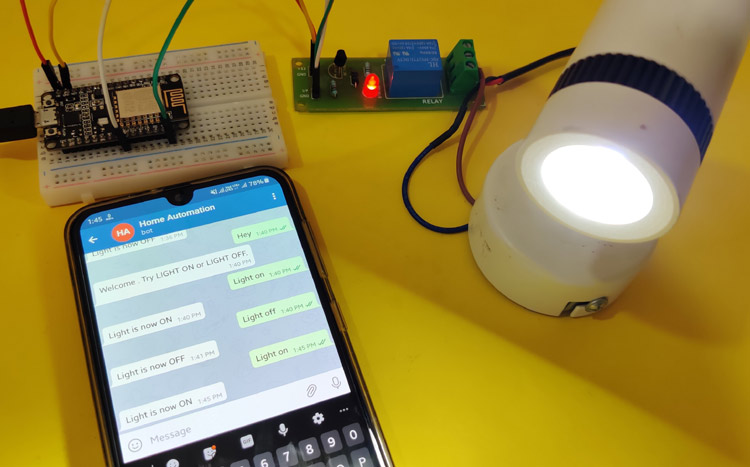 RELAY
1:45
78%
HA
Home Automation
bot
Light is now OFF 1:36 PM
Hey 1:40 PM
Welcome . Try LIGHT ON or LIGHT OFF.
1:40 PM
Light on 1:40 PM
Light is now ON 1:40 PM
Light off 1:40 PM
Light is now OFF 1:41 PM
Light on 1:45 PM
Light is now ON 1:45 PM
Message
GIF
6 7 8 9 0
P